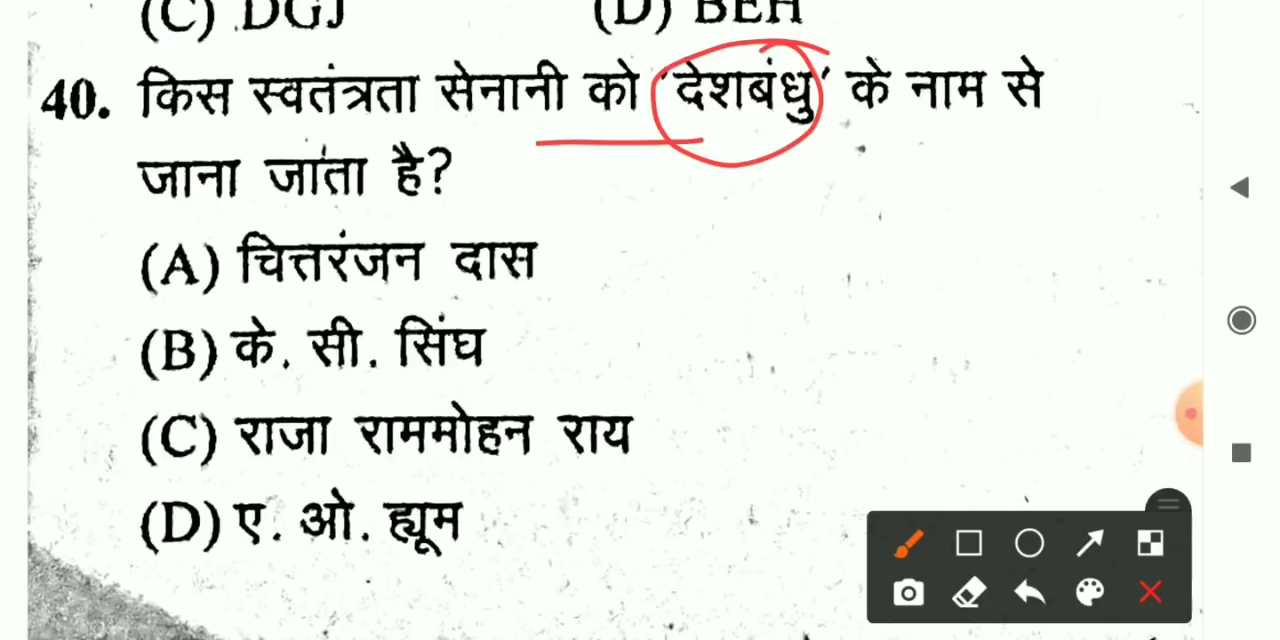 (C) DGJ (D) BEH
40. किस स्वतंत्रता सेनानी को 'देशबंधु' के नाम से
जाना जाता है?
(A) चित्तरंजन दास
(B) के. सी. सिंघ
(C) राजा राममोहन राय
(D) ए. ओ. ह्यूम